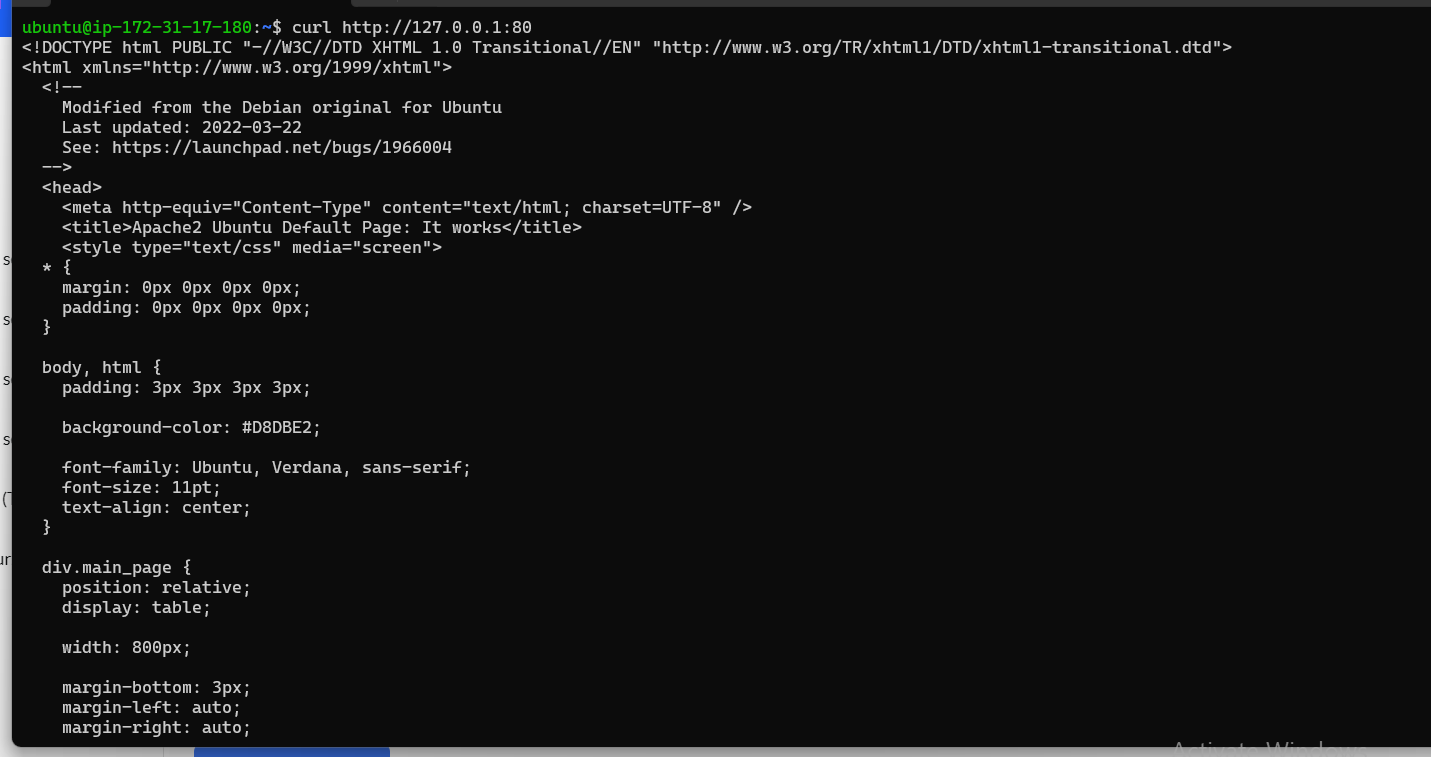 ubuntu@ip-172-31-17-180:~$ curl http://127.0.0.1:80
<!DOCTYPE html PUBLIC "-//W3C//DTD XHTML 1.0 Transitional//EN" "http://www.w3.org/TR/xhtml1/DTD/xhtml1-transitional.dtd">
<html xmlns="http://www.w3.org/1999/xhtml">
  <!--
    Modified from the Debian original for Ubuntu
    Last updated: 2022-03-22
    See: https://launchpad.net/bugs/1966004
  -->
  <head>
    <meta http-equiv="Content-Type" content="text/html; charset=UTF-8" />
    <title>Apache2 Ubuntu Default Page: It works</title>
    <style type="text/css" media="screen">
  * {
    margin: 0px 0px 0px 0px;
    padding: 0px 0px 0px 0px;
  }

  body, html {
    padding: 3px 3px 3px 3px;

    background-color: #D8DBE2;

    font-family: Ubuntu, Verdana, sans-serif;
    font-size: 11pt;
    text-align: center;
  }

  div.main_page {
    position: relative;
    display: table;

    width: 800px;

    margin-bottom: 3px;
    margin-left: auto;
    margin-right: auto;